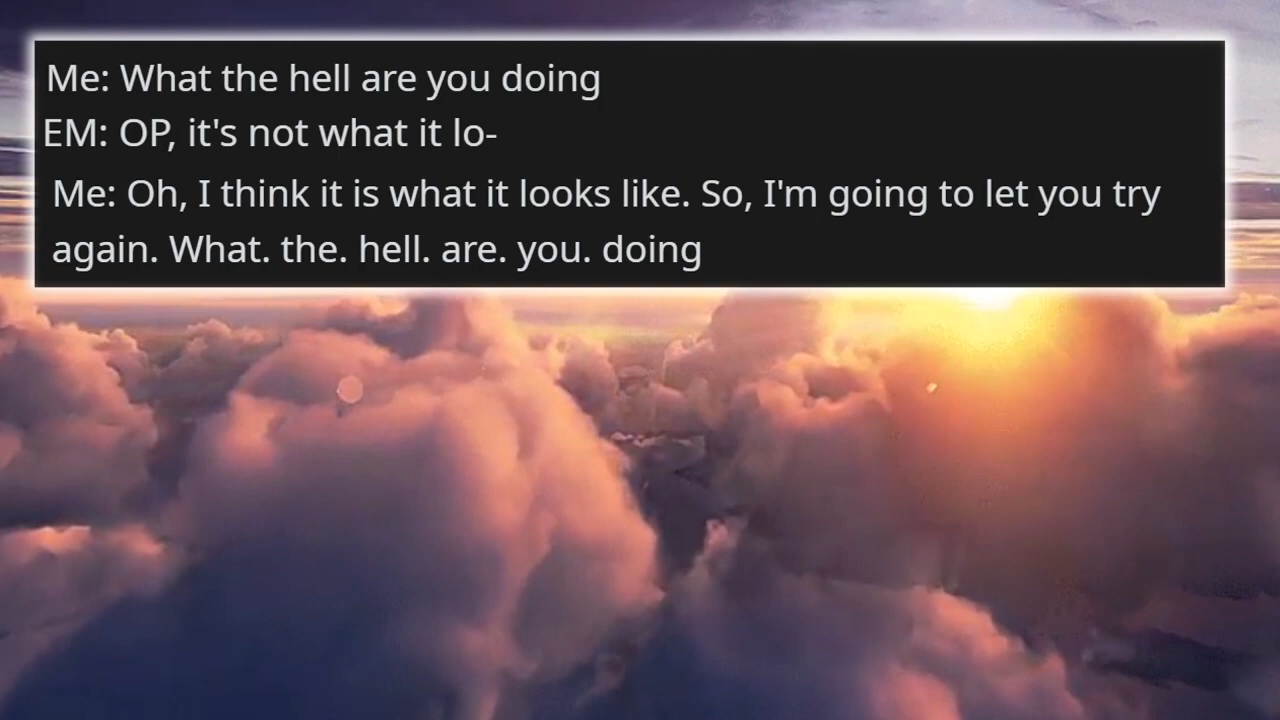 Me: What the hell are you doing
EM: OP, it's not what it lo-
Me: Oh, I think it is what it looks like. So, I'm going to let you try
again. What. the. hell. are. you. doing